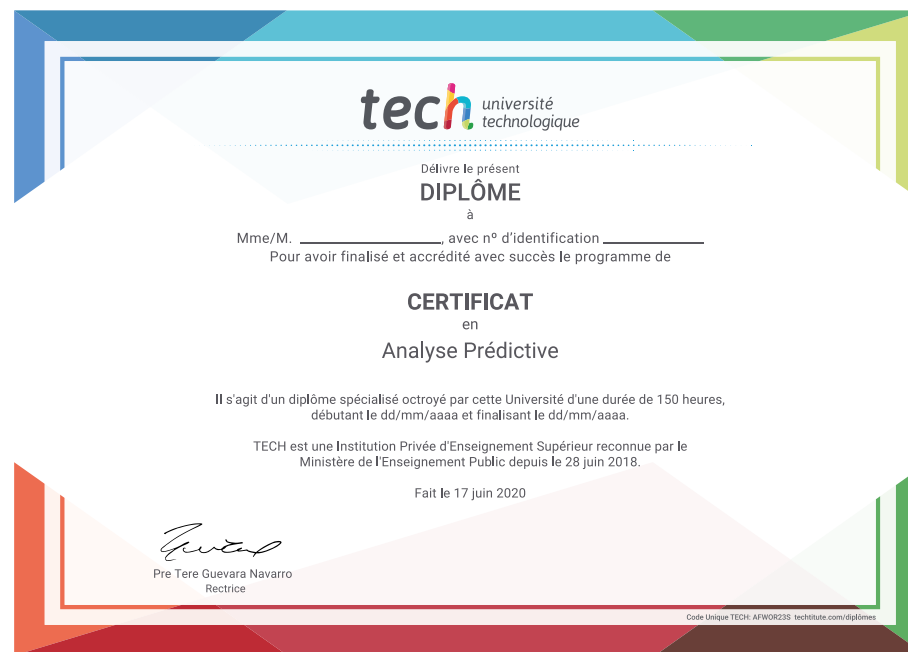 tech université
technologique
Délivre le présent
DIPLÔME
à
Mme/M. ____________________, avec nº d'identification ______________
Pour avoir finalisé et accrédité avec succès le programme de
CERTIFICAT
en
Analyse Prédictive
Il s'agit d'un diplôme spécialisé octroyé par cette Université d'une durée de 150 heures,
débutant le dd/mm/aaaa et finalisant le dd/mm/aaaa.
TECH est une Institution Privée d'Enseignement Supérieur reconnue par le
Ministère de l'Enseignement Public depuis le 28 juin 2018.
Fait le 17 juin 2020
Pre Tere Guevara Navarro
Rectrice
Code Unique TECH: AFWOR23S techtitute.com/diplômes